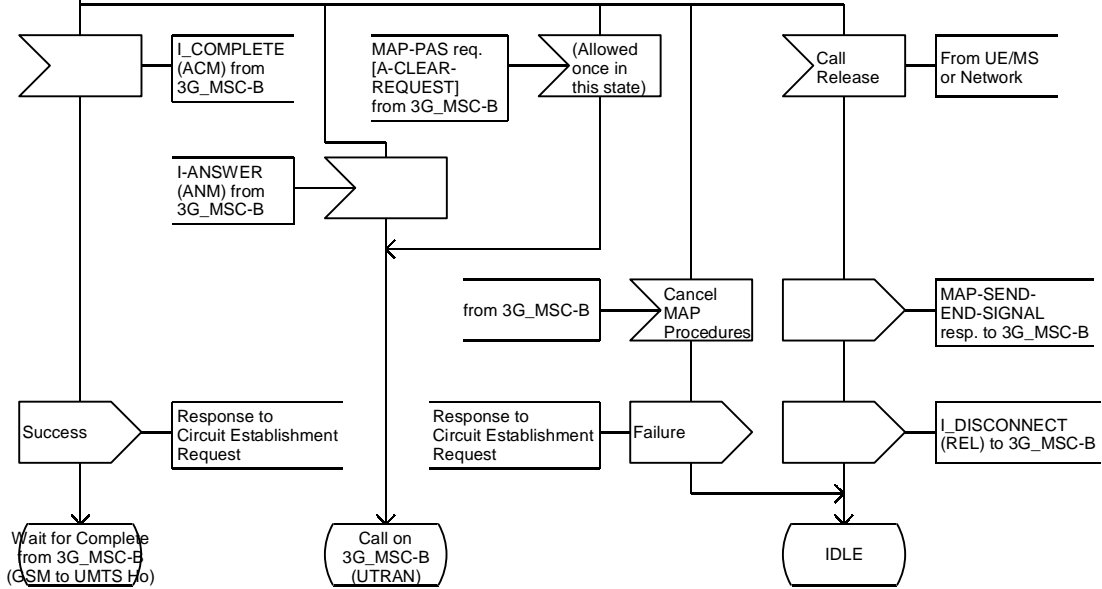 I_COMPLETE
(ACM) from
3G_MSC-B
MAP-PAS req.
[A-CLEAR-
REQUEST]
from 3G_MSC-B
(Allowed
once in
this state)
Call
Release
From UE/MS
or Network
I-ANSWER
(ANM) from
3G_MSC-B
from 3G_MSC-B
Cancel
MAP
Procedures
MAP-SEND-
END-SIGNAL
resp. to 3G_MSC-B
Success
Response to
Circuit Establishment
Request
Response to
Circuit Establishment
Request
Failure
I_DISCONNECT
(REL) to 3G_MSC-B
Wait for Complete
from 3G_MSC-B
(GSM to UMTS Ho)
Call on
3G_MSC-B
(UTRAN)
IDLE